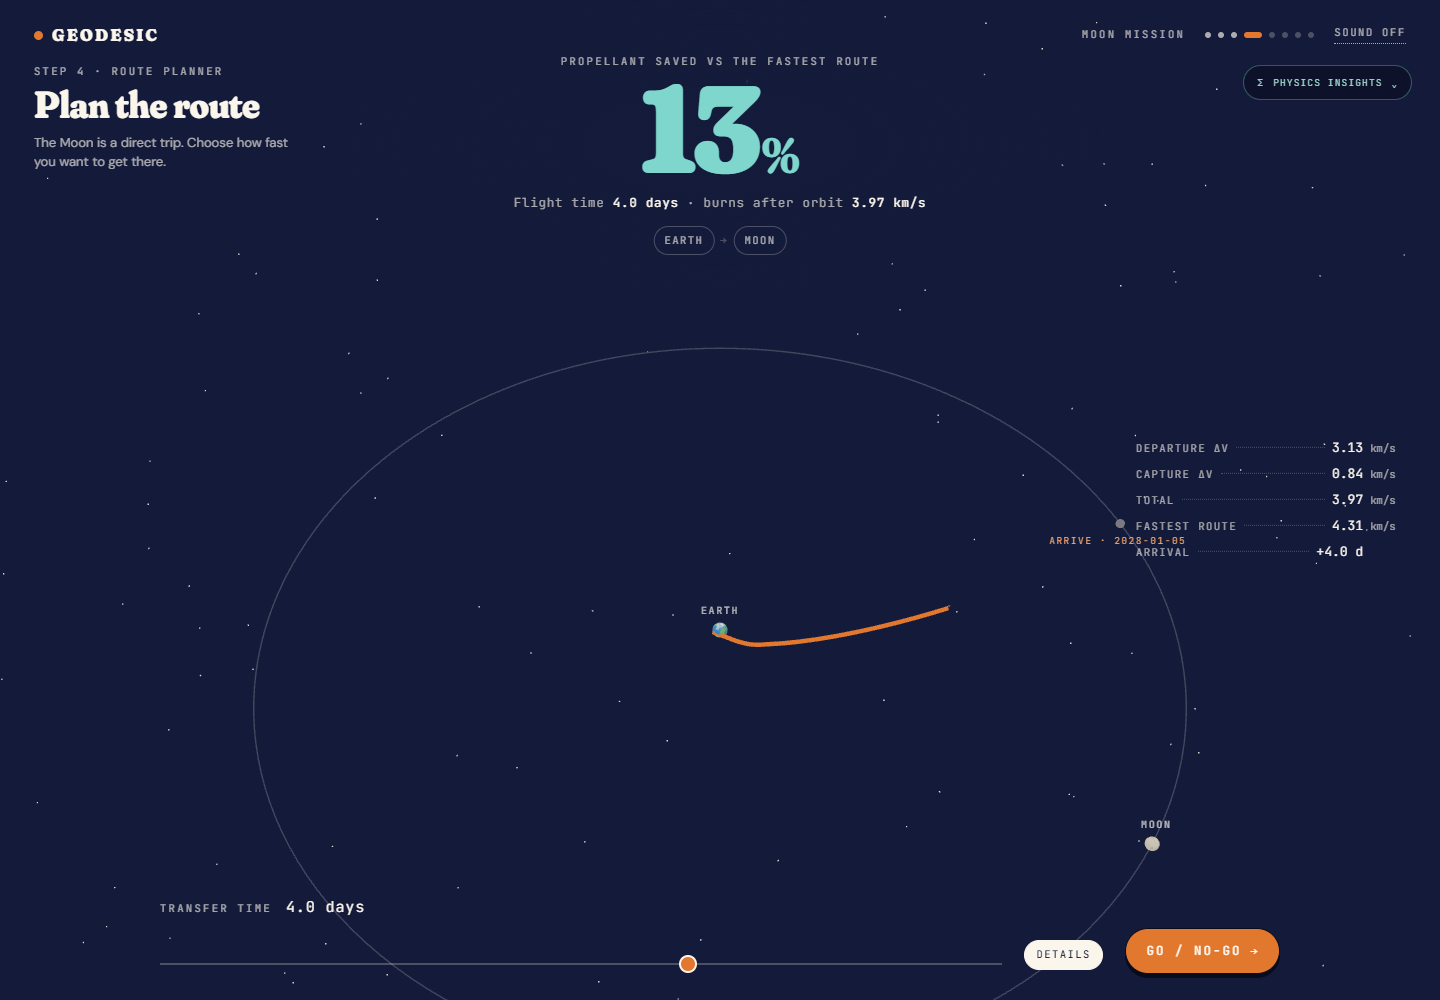 GEODESIC
MOON MISSION
SOUND OFF
STEP 4 · ROUTE PLANNER
Plan the route
The Moon is a direct trip. Choose how fast
you want to get there.
PROPELLANT SAVED VS THE FASTEST ROUTE
13%
Flight time 4.0 days · burns after orbit 3.97 km/s
EARTH → MOON
Σ PHYSICS INSIGHTS ⌄
DEPARTURE ΔV 3.13 km/s
CAPTURE ΔV 0.84 km/s
TOTAL 3.97 km/s
FASTEST ROUTE 4.31 km/s
ARRIVE · 2028-01-05
ARRIVAL +4.0 d
EARTH
MOON
TRANSFER TIME 4.0 days
DETAILS
GO / NO-GO →